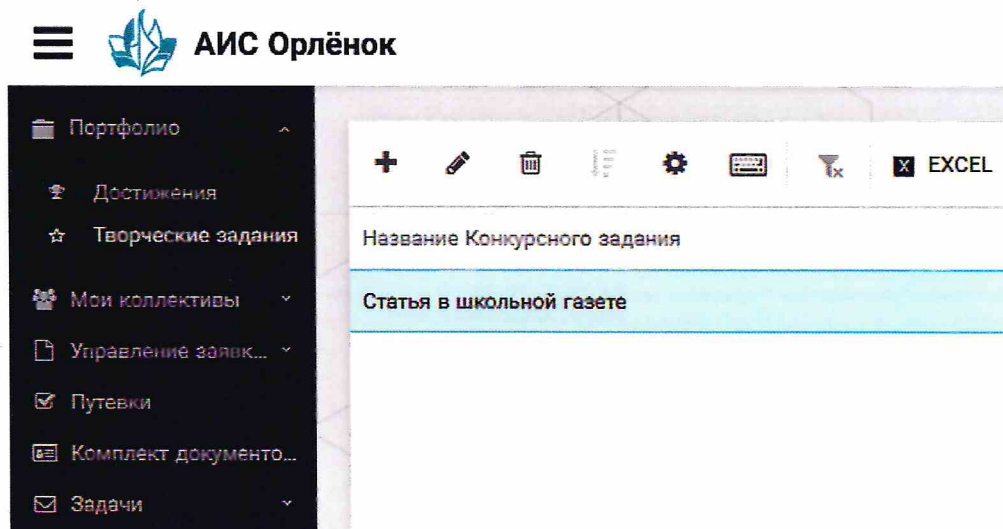 АИС Орлёнок
Портфолио
Достижения
Творческие задания
Мои коллективы
Управление заявк...
Путевки
Комплект документо...
Задачи
X EXCEL
Название Конкурсного задания
Статья в школьной газете